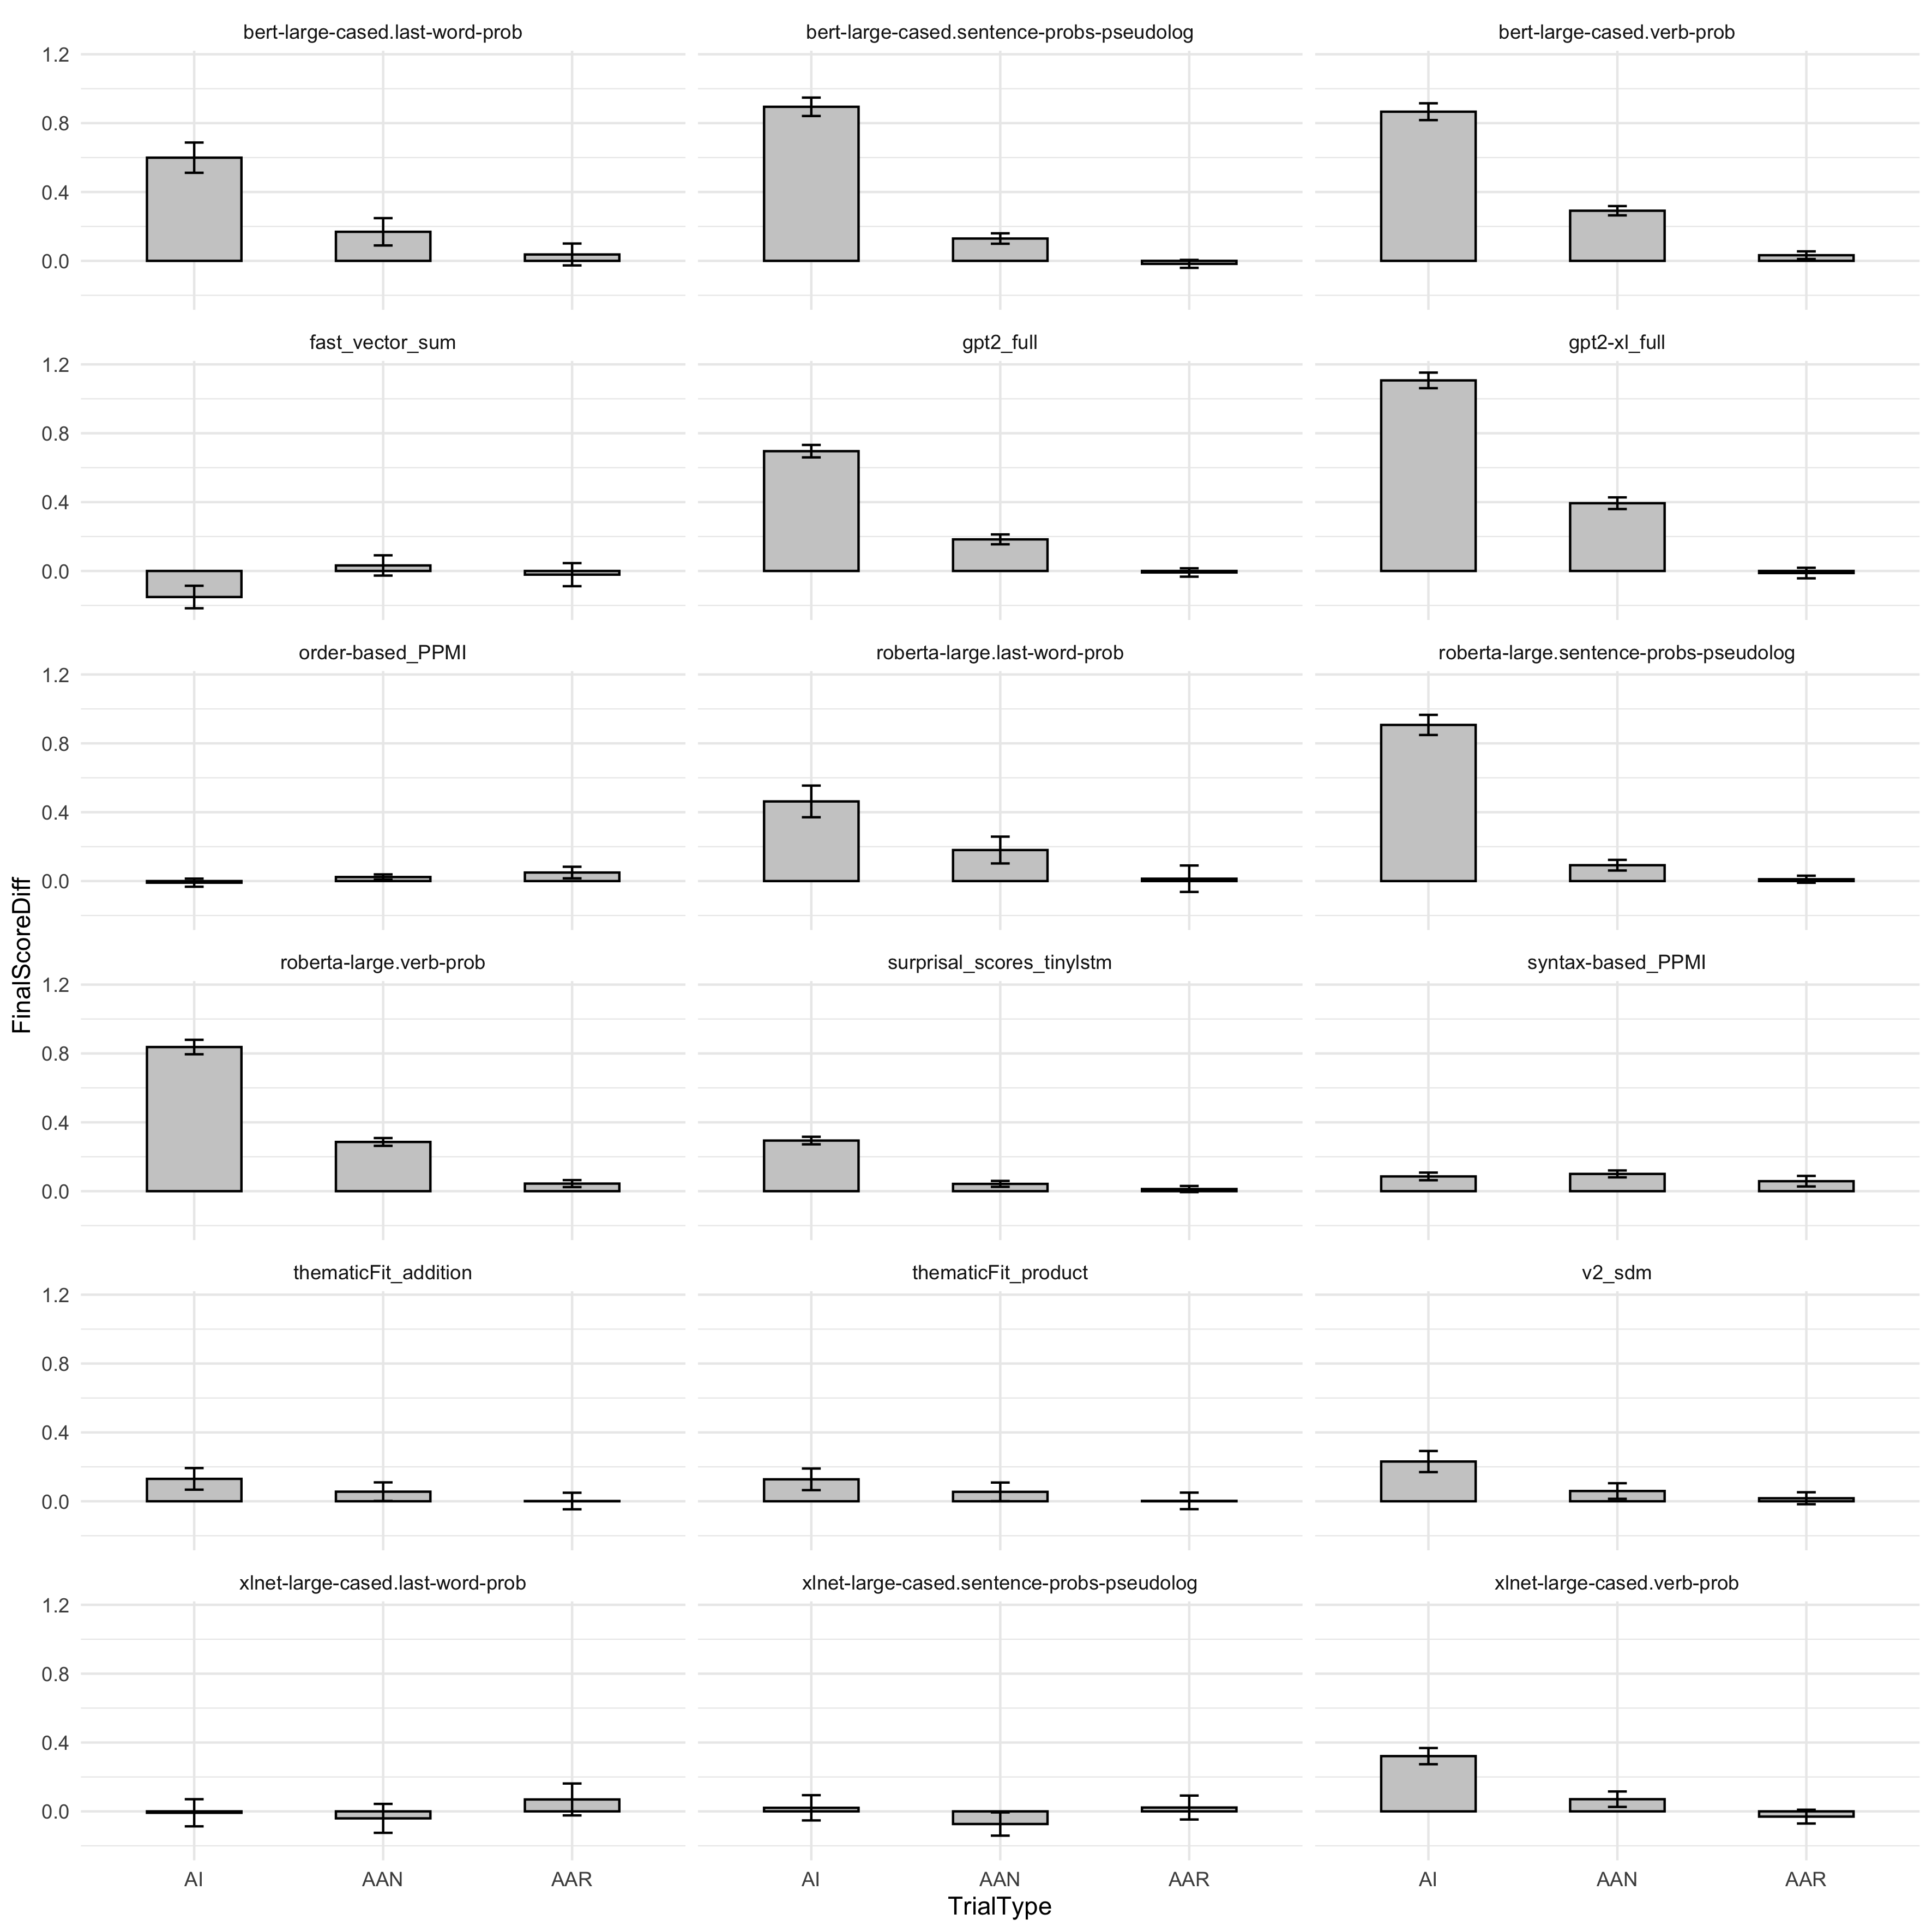 bert-large-cased.last-word-prob
bert-large-cased.sentence-probs-pseudolog
bert-large-cased.verb-prob
1.2
0.8
0.4
0.0
fast_vector_sum
gpt2_full
gpt2-xl_full
1.2
0.8
0.4
0.0
order-based_PPMI
roberta-large.last-word-prob
roberta-large.sentence-probs-pseudolog
1.2
0.8
0.4
0.0
FinalScoreDiff
roberta-large.verb-prob
surprisal_scores_tinylstm
syntax-based_PPMI
1.2
0.8
0.4
0.0
thematicFit_addition
thematicFit_product
v2_sdm
1.2
0.8
0.4
0.0
xlnet-large-cased.last-word-prob
xlnet-large-cased.sentence-probs-pseudolog
xlnet-large-cased.verb-prob
1.2
0.8
0.4
0.0
AI AAN AAR
AI AAN AAR
AI AAN AAR
TrialType